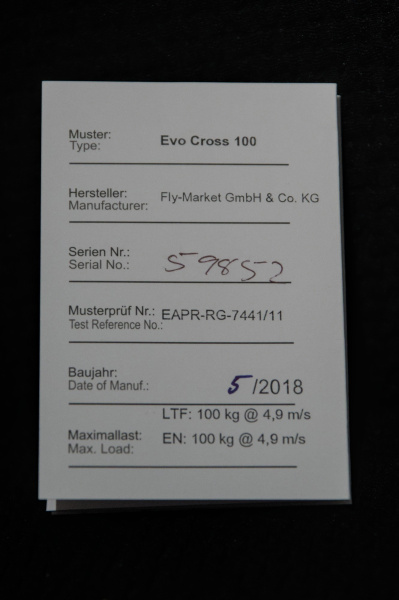 Muster:
Type: Evo Cross 100
Hersteller:
Manufacturer: Fly-Market GmbH & Co. KG
Serien Nr.:
Serial No.: 59852
Musterprüf Nr.: EAPR-RG-7441/11
Test Reference No.:
Baujahr:
Date of Manuf.: 5/2018
LTF: 100 kg @ 4,9 m/s
Maximallast: EN: 100 kg @ 4,9 m/s
Max. Load: